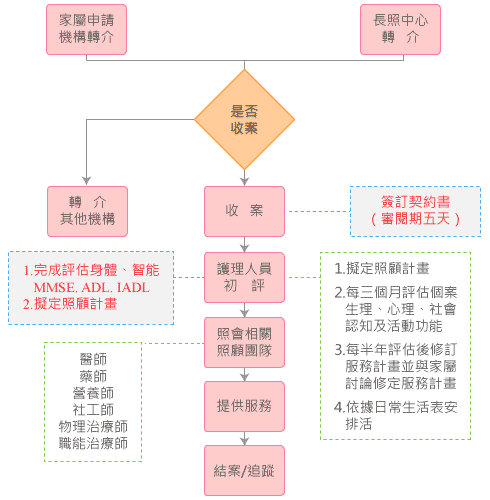 家屬申請
機構轉介
長照中心
轉 介
是否
收案
轉 介
其他機構
收 案
簽訂契約書
(審閱期五天)
1.完成評估身體、智能
MMSE. ADL. IADL
2.擬定照顧計畫
護理人員
初 評
1.擬定照顧計畫
2.每三個月評估個案
生理、心理、社會
認知及活動功能
3.每半年評估後修訂
服務計畫並與家屬
討論修定服務計畫
4.依據日常生活表安
排活
照會相關
照顧團隊
醫師
藥師
營養師
社工師
物理治療師
職能治療師
提供服務
結案/追蹤